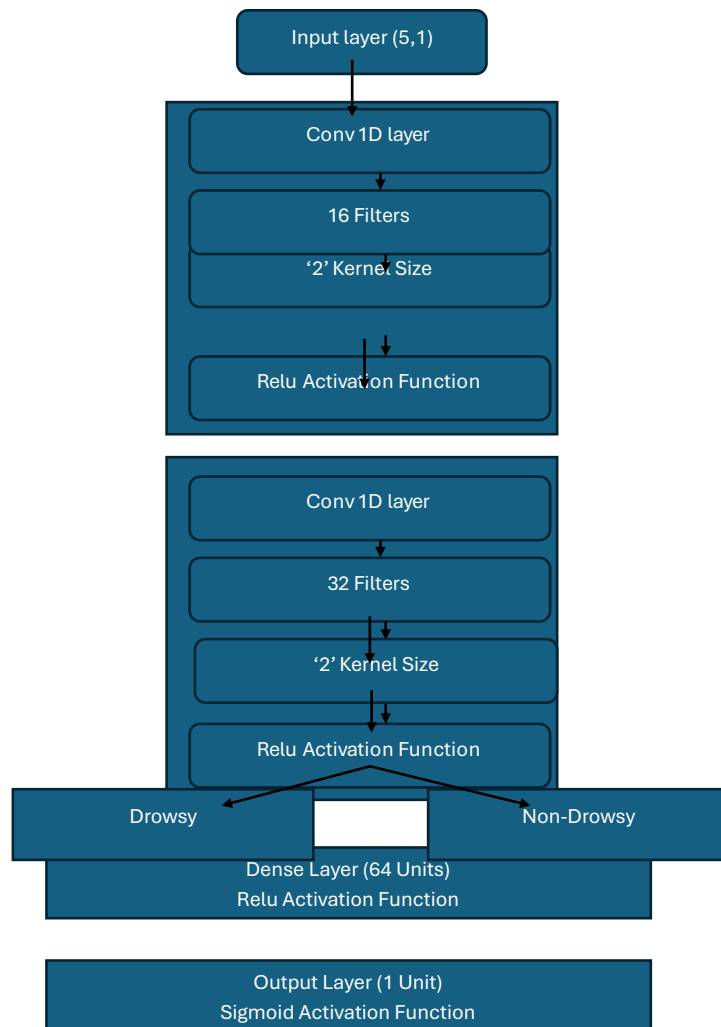 Input layer (5,1)
Conv 1D layer
16 Filters
‘2’ Kernel Size
Relu Activation Function
Conv 1D layer
32 Filters
‘2’ Kernel Size
Relu Activation Function
Drowsy
Non-Drowsy
Dense Layer (64 Units)
Relu Activation Function
Output Layer (1 Unit)
Sigmoid Activation Function